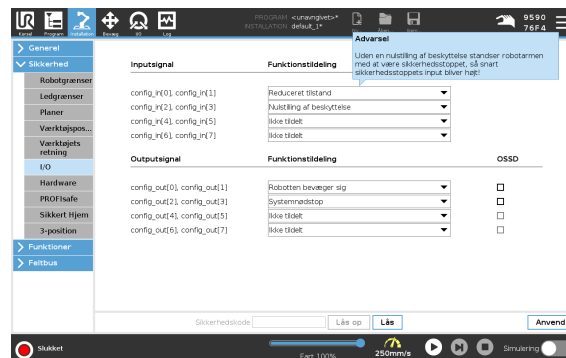 PROGRAM <unavngivet>*
INSTALLATION default_1*
9590
76F4
Kørsel Program Installation Bevæg I/O Log
Advarsel
Uden en nulstilling af beskyttelse standser robotarmen
med at være sikkerhedsstoppet, så snart
sikkerhedsstoppets input bliver højt!
Generel
Sikkerhed
Robotgrænser
Ledgrænser
Planer
Værktøjspos...
Værktøjets
retning
I/O
Hardware
PROFIsafe
Sikkert Hjem
3-position
Funktioner
Feltbus
Inputsignal Funktionstildeling
config_in[0], config_in[1] Reduceret tilstand
config_in[2], config_in[3] Nulstilling af beskyttelse
config_in[4], config_in[5] Ikke tildelt
config_in[6], config_in[7] Ikke tildelt
Outputsignal Funktionstildeling OSSD
config_out[0], config_out[1] Robotten bevæger sig
config_out[2], config_out[3] Systemnødstop
config_out[4], config_out[5] Ikke tildelt
config_out[6], config_out[7] Ikke tildelt
Sikkerhedskode Lås op Lås Anvend
Slukket
Fart 100%
250mm/s
Simulering